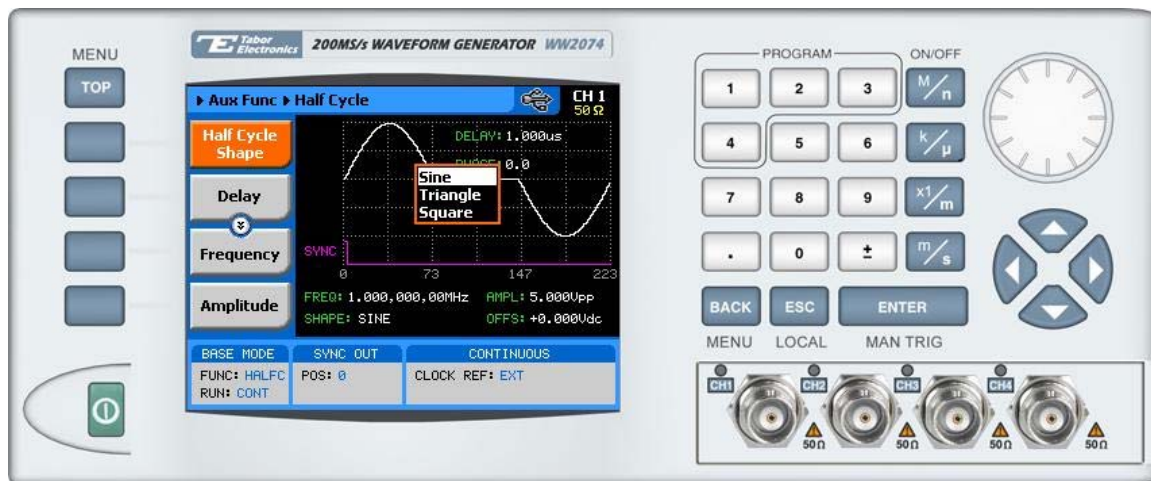 Tabor Electronics 200MS/s WAVEFORM GENERATOR WW2074
MENU
TOP
Aux Func Half Cycle
CH 1
50 Ω
Half Cycle Shape
Delay
Frequency
Amplitude
DELAY: 1.000us
PHASE: 0.0
Sine
Triangle
Square
SYNC
0 73 147 223
FREQ: 1.000,000,00MHz AMPL: 5.000Vpp
SHAPE: SINE OFFS: +0.000Vdc
BASE MODE SYNC OUT CONTINUOUS
FUNC: HALFC POS: 0 CLOCK REF: EXT
RUN: CONT
PROGRAM ON/OFF
1 2 3 M/n
4 5 6 k/µ
7 8 9 x1/m
. 0 ± m/s
BACK ESC ENTER
MENU LOCAL MAN TRIG
CH1 CH2 CH3 CH4
50Ω 50Ω 50Ω 50Ω